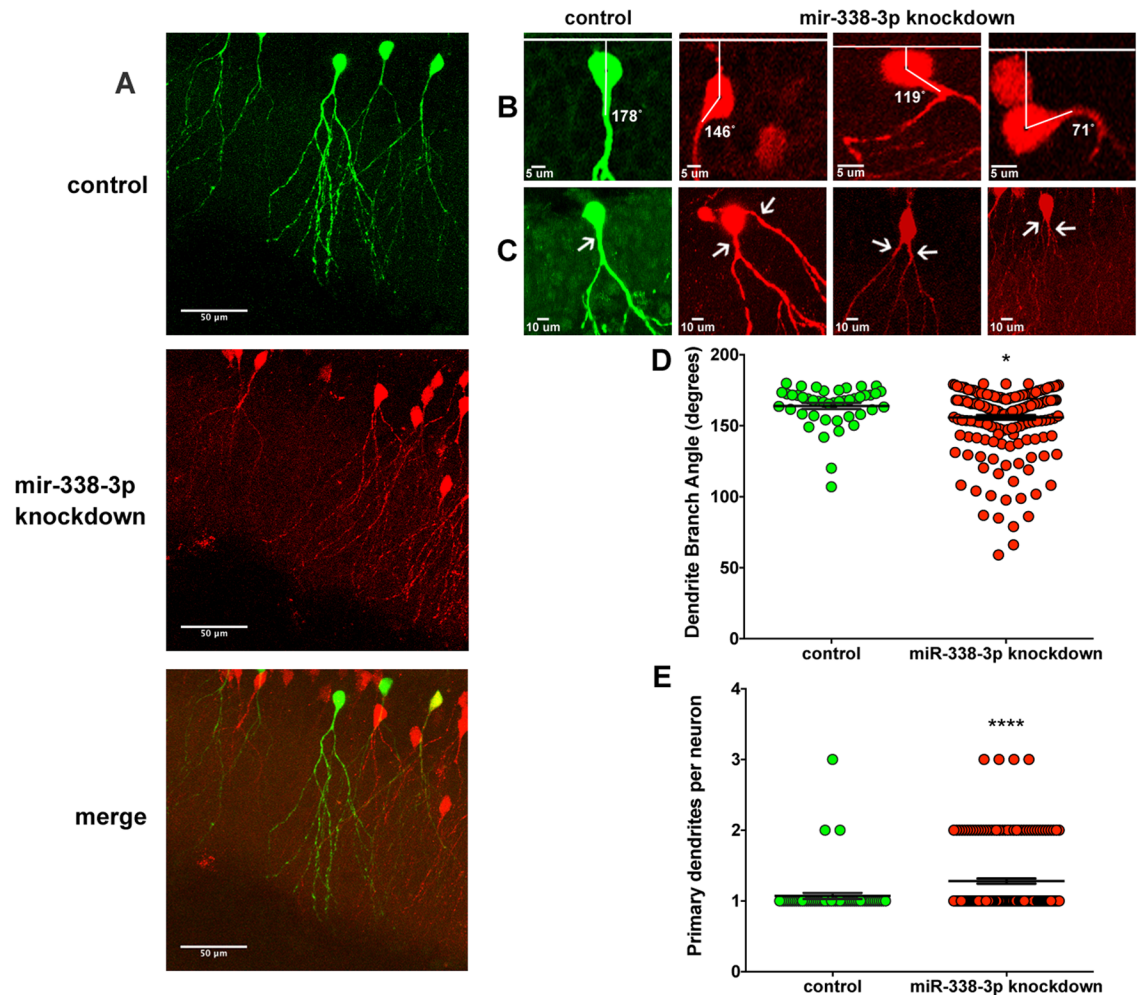 A
control
50 µm
mir-338-3p
knockdown
50 µm
merge
50 µm
control
mir-338-3p knockdown
B
178°
5 um
146°
5 um
119°
5 um
71°
5 um
C
10 um
10 um
10 um
10 um
D
Dendrite Branch Angle (degrees)
200
150
100
50
0
*
control
miR-338-3p knockdown
E
Primary dendrites per neuron
4
3
2
1
0
****
control
miR-338-3p knockdown